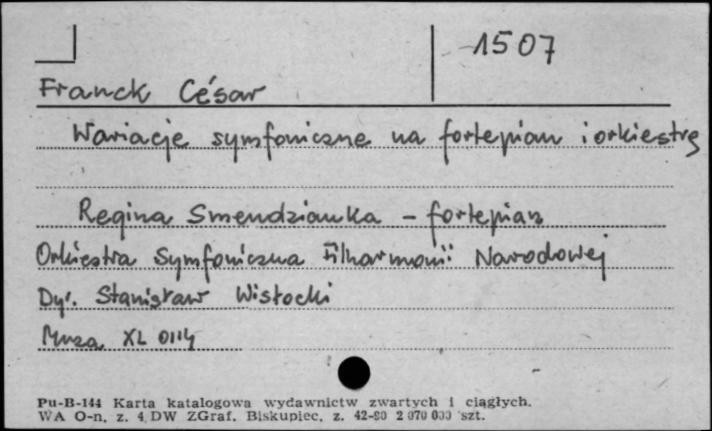 1507
Franck César
Wariacje symfoniczne na fortepian i orkiestrę
Regina Smendzianka - fortepian
Orkiestra Symfoniczna Filharmonii Narodowej
Dyr. Stanisław Wisłocki
Muza XL 0114
Pu-B-144 Karta katalogowa wydawnictw zwartych i ciągłych.
WA O-n, z. 4 DW ZGraf. Biskupiec, z. 42-80 2 070 000 szt.